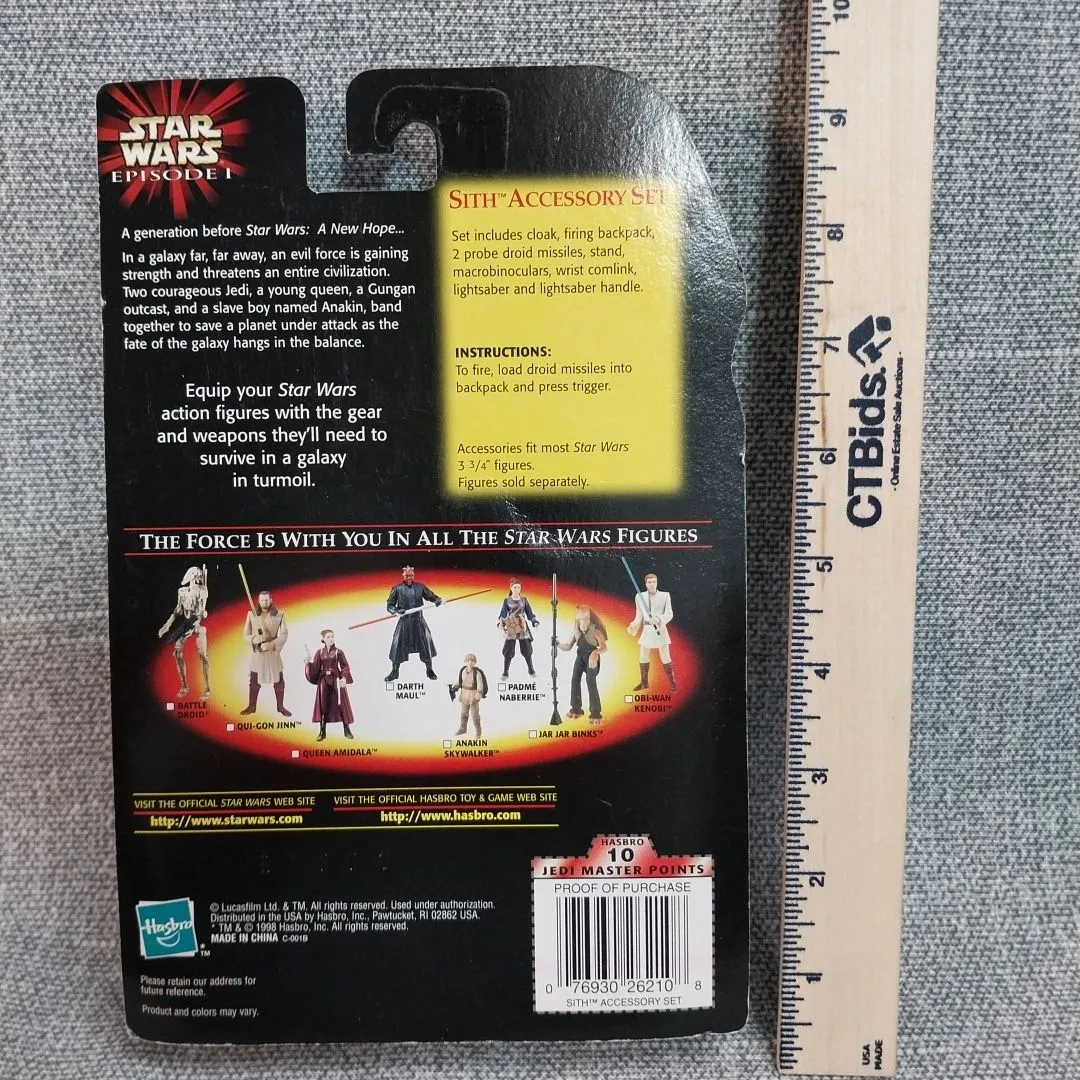 STAR
WARS
EPISODE I
A generation before Star Wars: A New Hope...
In a galaxy far, far away, an evil force is gaining
strength and threatens an entire civilization.
Two courageous Jedi, a young queen, a Gungan
outcast, and a slave boy named Anakin, band
together to save a planet under attack as the
fate of the galaxy hangs in the balance.
Equip your Star Wars
action figures with the gear
and weapons they'll need to
survive in a galaxy
in turmoil.
SITH™ ACCESSORY SET
Set includes cloak, firing backpack,
2 probe droid missiles, stand,
macrobinoculars, wrist comlink,
lightsaber and lightsaber handle.
INSTRUCTIONS:
To fire, load droid missiles into
backpack and press trigger.
Accessories fit most Star Wars
3 3/4" figures.
Figures sold separately.
THE FORCE IS WITH YOU IN ALL THE STAR WARS FIGURES
BATTLE
DROID™
QUI-GON JINN™
QUEEN AMIDALA™
DARTH
MAUL™
ANAKIN
SKYWALKER™
PADMÉ
NABERRIE™
JAR JAR BINKS™
OBI-WAN
KENOBI™
VISIT THE OFFICIAL STAR WARS WEB SITE
http://www.starwars.com
VISIT THE OFFICIAL HASBRO TOY & GAME WEB SITE
http://www.hasbro.com
Hasbro
*™
© Lucasfilm Ltd. & TM. All rights reserved. Used under authorization.
Distributed in the USA by Hasbro, Inc., Pawtucket, RI 02862 USA.
* TM & © 1998 Hasbro, Inc. All rights reserved.
MADE IN CHINA C-001B
Please retain our address for
future reference.
Product and colors may vary.
HASBRO
10
JEDI MASTER POINTS
PROOF OF PURCHASE
0 76930 26210 8
SITH™ ACCESSORY SET
10
9
8
7
6
5
4
3
2
1
CTBids.
- Online Estate Sale Auctions -
USA
MADE